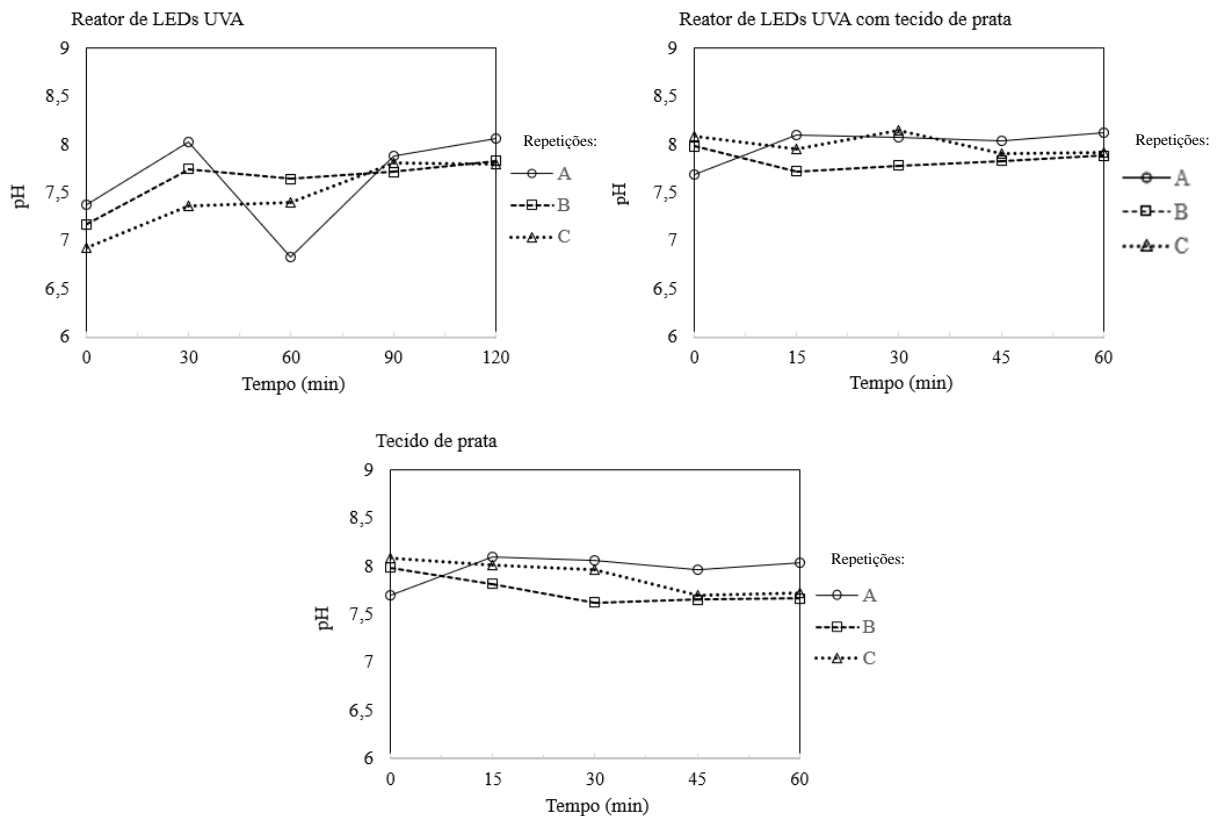 Reator de LEDs UVA
9
8,5
8
7,5
7
6,5
6
pH
0 30 60 90 120
Tempo (min)
Repetições:
A
B
C
Reator de LEDs UVA com tecido de prata
9
8,5
8
7,5
7
6,5
6
pH
0 15 30 45 60
Tempo (min)
Repetições:
A
B
C
Tecido de prata
9
8,5
8
7,5
7
6,5
6
pH
0 15 30 45 60
Tempo (min)
Repetições:
A
B
C